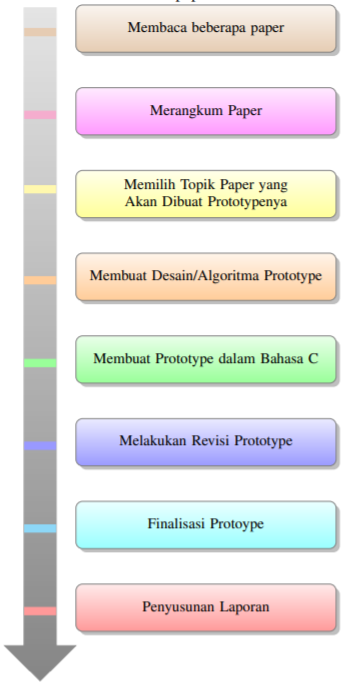 Membaca beberapa paper
Merangkum Paper
Memilih Topik Paper yang
Akan Dibuat Prototypenya
Membuat Desain/Algoritma Prototype
Membuat Prototype dalam Bahasa C
Melakukan Revisi Prototype
Finalisasi Protoype
Penyusunan Laporan